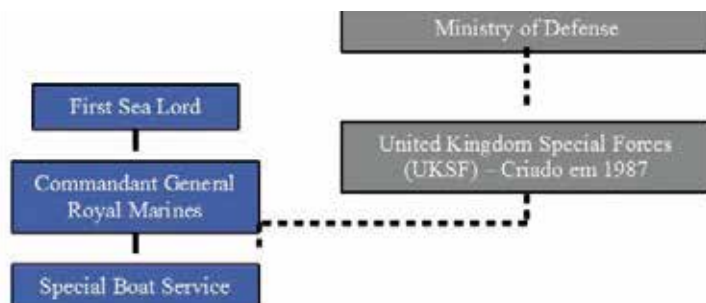 Ministry of Defense
First Sea Lord
United Kingdom Special Forces
(UKSF) – Criado em 1987
Commandant General
Royal Marines
Special Boat Service